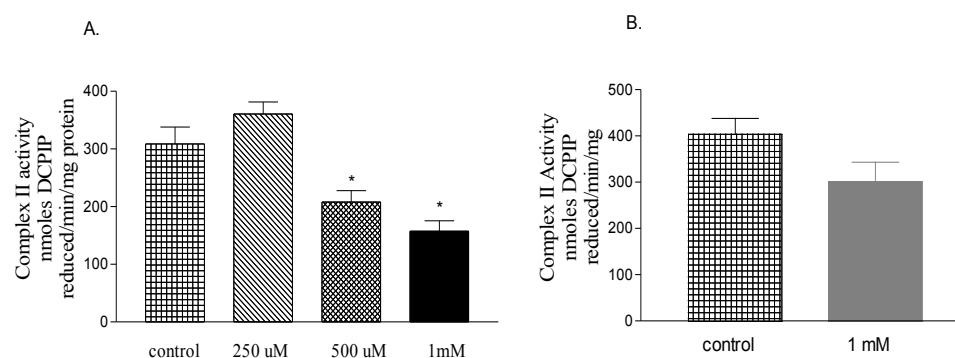 A.
Complex II activity
nmoles DCPIP
reduced/min/mg protein
400
300
200
100
0
*
*
control
250 uM
500 uM
1mM
B.
Complex II Activity
nmoles DCPIP
reduced/min/mg
500
400
300
200
100
0
control
1 mM